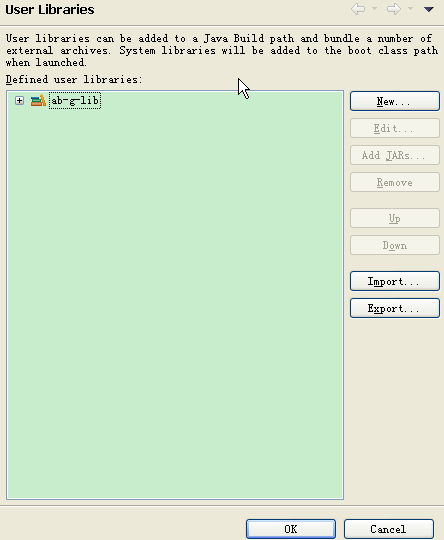 User Libraries
User libraries can be added to a Java Build path and bundle a number of
external archives. System libraries will be added to the boot class path
when launched.
Defined user libraries:
ab-g-lib
New...
Edit...
Add JARs...
Remove
Up
Down
Import...
Export...
OK
Cancel